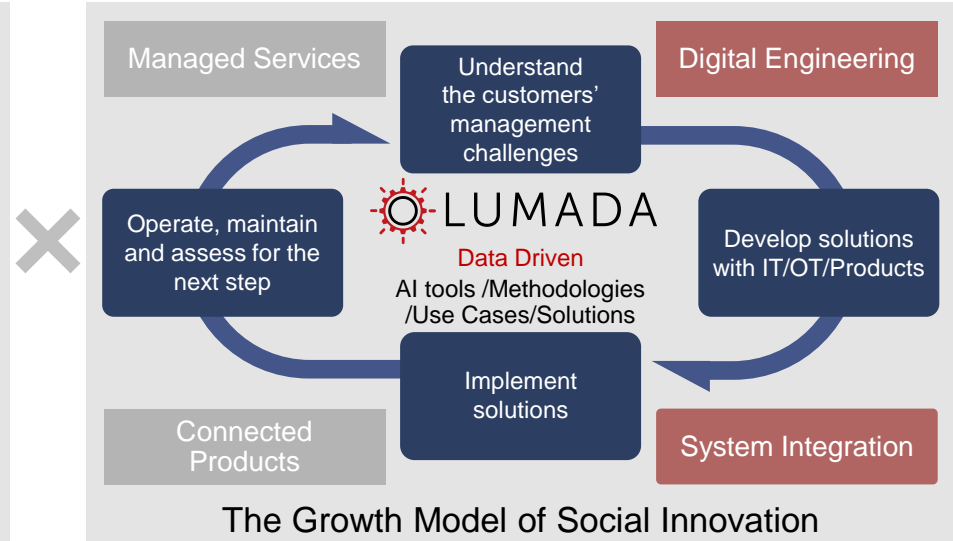 Managed Services
Understand
the customers’
management
challenges
Digital Engineering
Operate, maintain
and assess for the
next step
LUMADA
Data Driven
AI tools /Methodologies
/Use Cases/Solutions
Develop solutions
with IT/OT/Products
Implement
solutions
Connected
Products
System Integration
The Growth Model of Social Innovation